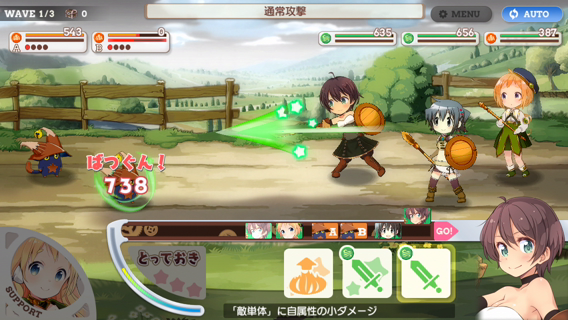 WAVE 1/3
0
通常攻撃
MENU
AUTO
543
A
0
B
635
656
387
ばつぐん!
738
A
B
GO!
とっておき
SUPPORT
「敵単体」に自属性の小ダメージ